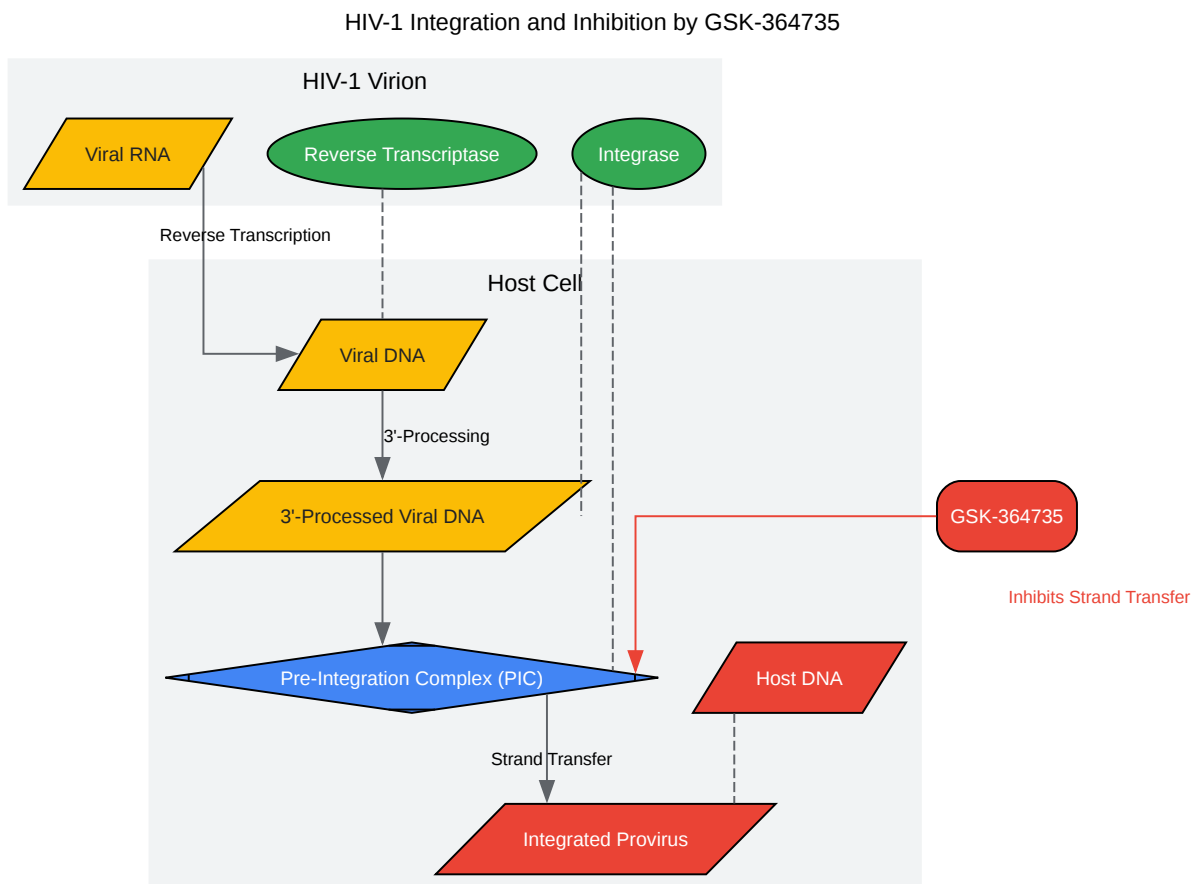 HIV-1 Integration and Inhibition by GSK-364735
HIV-1 Virion
Viral RNA
Reverse Transcriptase
Integrase
Reverse Transcription
Host Cell
Viral DNA
3'-Processing
3'-Processed Viral DNA
GSK-364735
Inhibits Strand Transfer
Pre-Integration Complex (PIC)
Host DNA
Strand Transfer
Integrated Provirus